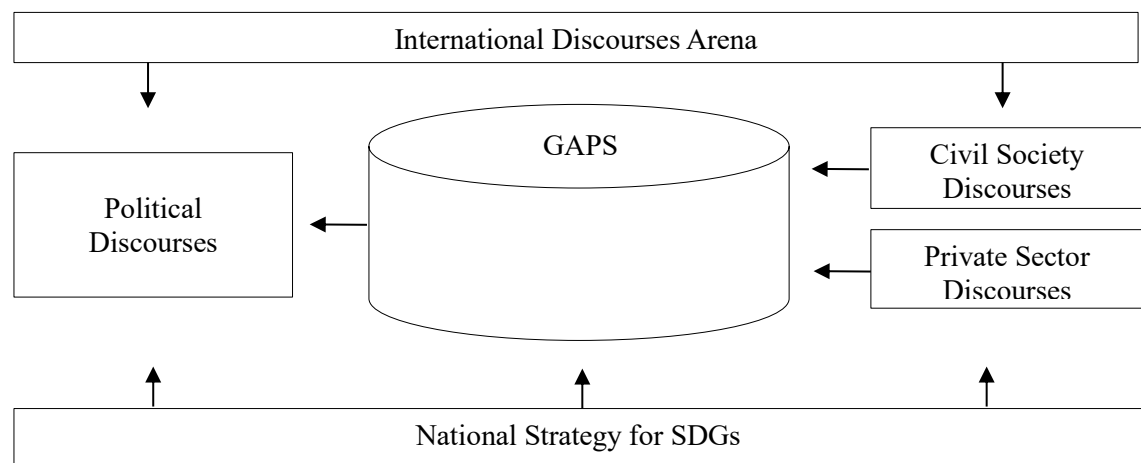 International Discourses Arena
GAPS
Civil Society
Discourses
Political
Discourses
Private Sector
Discourses
National Strategy for SDGs